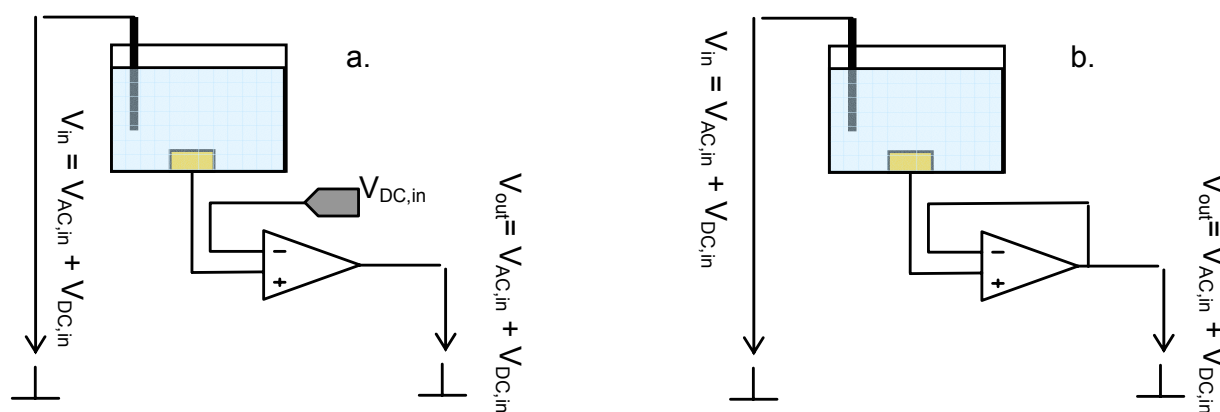 a.
V_in = V_AC,in + V_DC,in
V_DC,in
−
+
V_out= V_AC,in + V_DC,in
b.
V_in = V_AC,in + V_DC,in
−
+
V_out= V_AC,in + V_DC,in